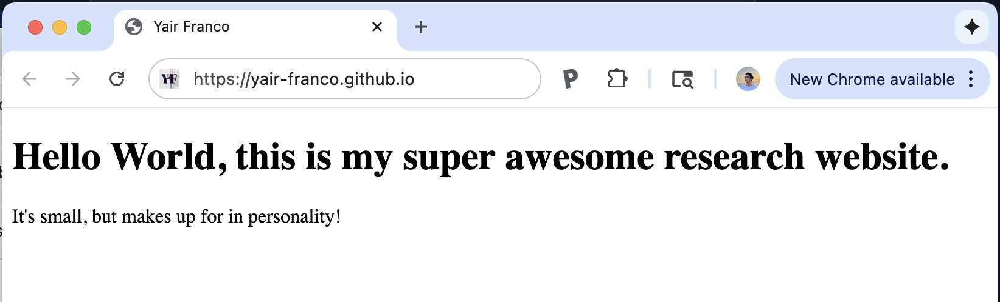 Yair Franco
YF https://yair-franco.github.io P New Chrome available
Hello World, this is my super awesome research website.
It's small, but makes up for in personality!